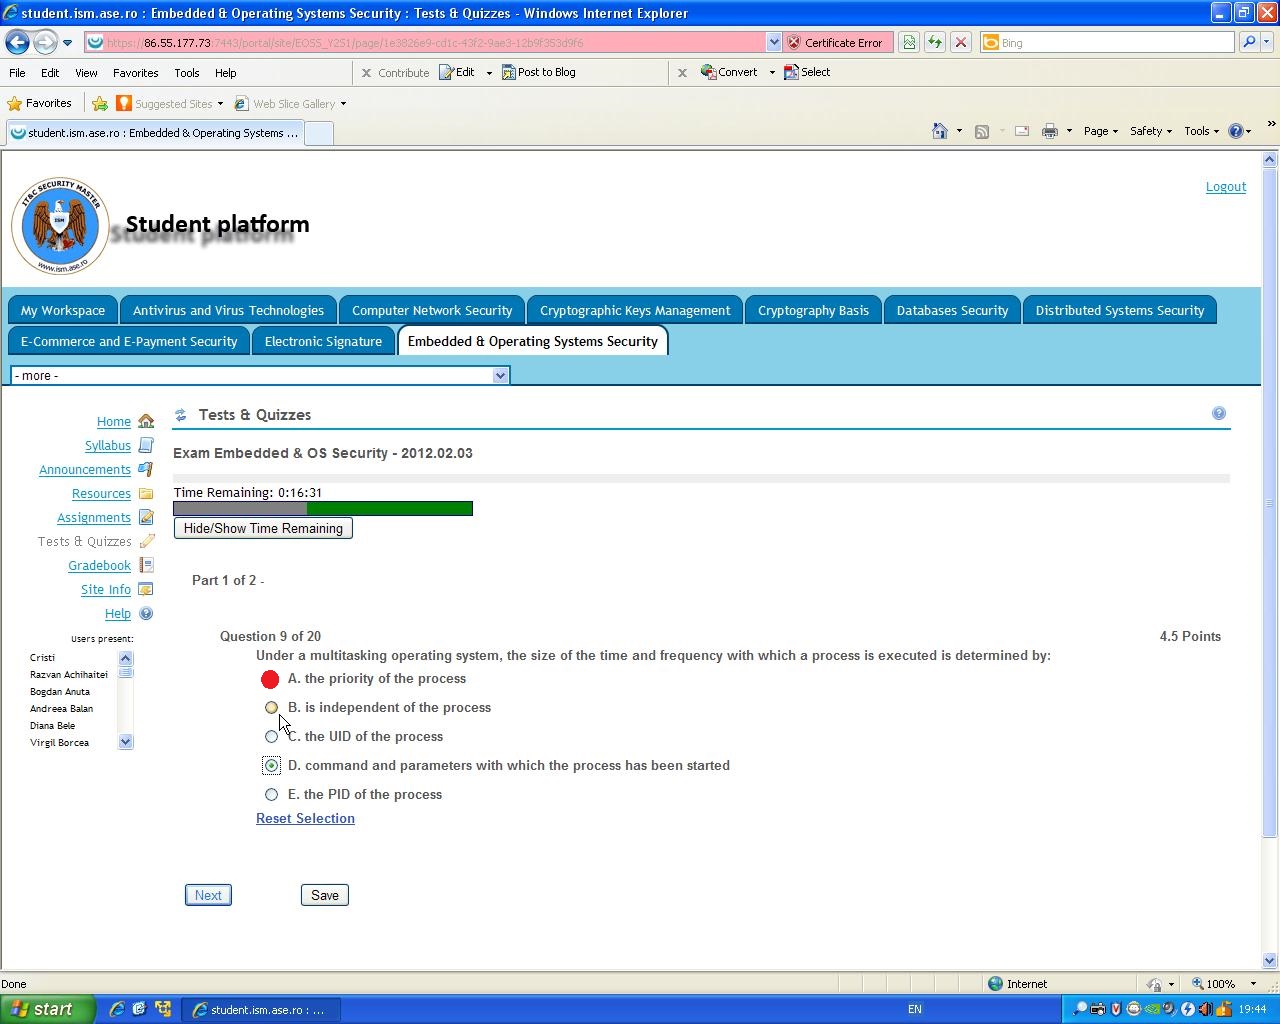 student.ism.ase.ro : Embedded & Operating Systems Security : Tests & Quizzes - Windows Internet Explorer
https://86.55.177.73:7443/portal/site/EOSS_Y2S1/page/1e3826e9-cd1c-43f2-9ae3-12b9f353d9f6 Certificate Error Bing
File Edit View Favorites Tools Help x Contribute Edit Post to Blog x Convert Select
Favorites Suggested Sites Web Slice Gallery
student.ism.ase.ro : Embedded & Operating Systems ... Page Safety Tools
IT&C SECURITY MASTER
ISM
www.ism.ase.ro
Student platform
Logout
My Workspace Antivirus and Virus Technologies Computer Network Security Cryptographic Keys Management Cryptography Basis Databases Security Distributed Systems Security
E-Commerce and E-Payment Security Electronic Signature Embedded & Operating Systems Security
- more -
Home
Syllabus
Announcements
Resources
Assignments
Tests & Quizzes
Gradebook
Site Info
Help
Users present:
Cristi
Razvan Achihaitei
Bogdan Anuta
Andreea Balan
Diana Bele
Virgil Borcea
Tests & Quizzes
Exam Embedded & OS Security - 2012.02.03
Time Remaining: 0:16:31
Hide/Show Time Remaining
Part 1 of 2 -
Question 9 of 20 4.5 Points
Under a multitasking operating system, the size of the time and frequency with which a process is executed is determined by:
A. the priority of the process
B. is independent of the process
C. the UID of the process
D. command and parameters with which the process has been started
E. the PID of the process
Reset Selection
Next Save
Done Internet 100%
start student.ism.ase.ro : ... EN 19:44